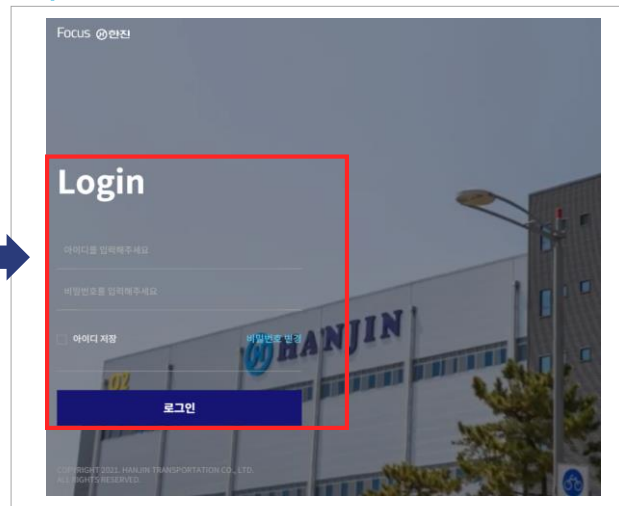 Focus 한진
Login
아이디를 입력해주세요
비밀번호를 입력해주세요
아이디 저장
비밀번호 변경
HANJIN
02
로그인
COPYRIGHT 2021. HANJIN TRANSPORTATION CO., LTD.
ALL RIGHTS RESERVED.